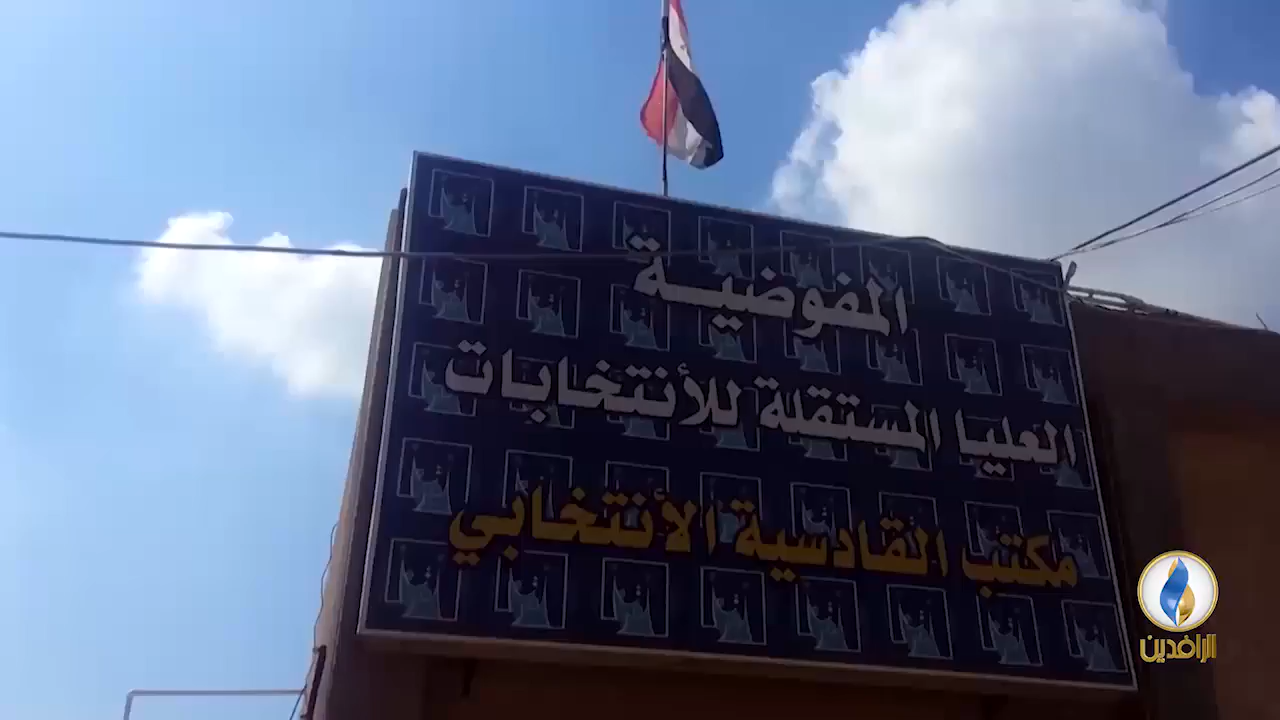 المفوضية
العليا المستقلة للأنتخابات
مكتب القادسية الأنتخابي
الرافدين